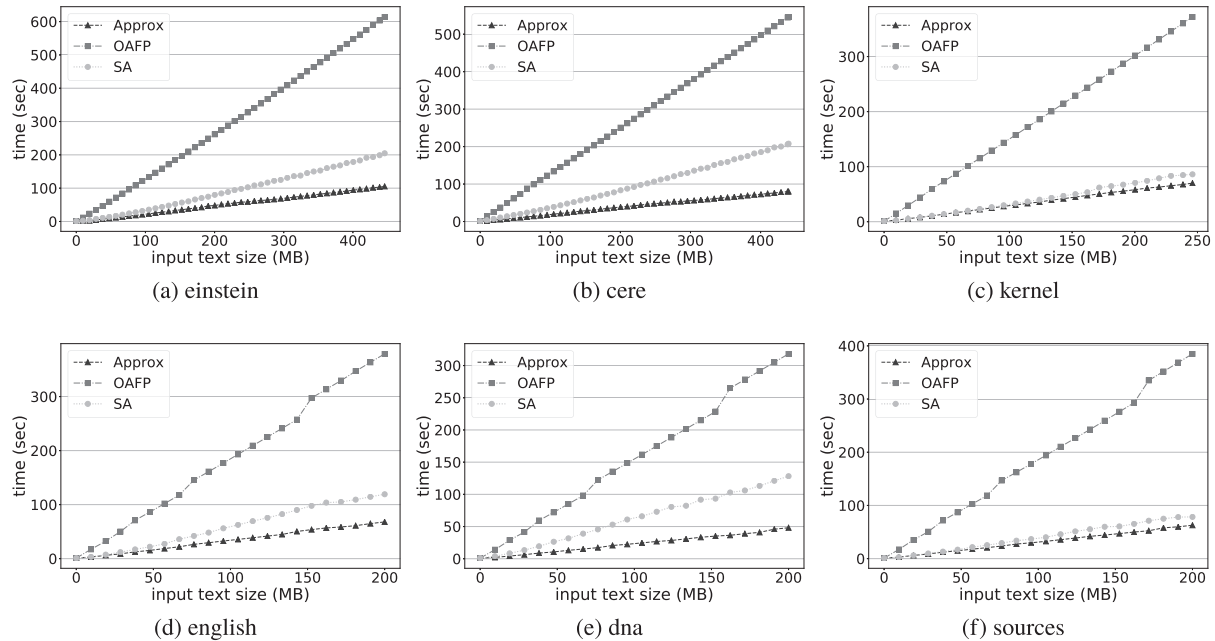 Approx
OAFP
SA
600
500
400
300
200
100
0
time (sec)
0 100 200 300 400
input text size (MB)
(a) einstein
Approx
OAFP
SA
500
400
300
200
100
0
time (sec)
0 100 200 300 400
input text size (MB)
(b) cere
Approx
OAFP
SA
300
200
100
0
time (sec)
0 50 100 150 200 250
input text size (MB)
(c) kernel
Approx
OAFP
SA
300
200
100
0
time (sec)
0 50 100 150 200
input text size (MB)
(d) english
Approx
OAFP
SA
300
250
200
150
100
50
0
time (sec)
0 50 100 150 200
input text size (MB)
(e) dna
Approx
OAFP
SA
400
300
200
100
0
time (sec)
0 50 100 150 200
input text size (MB)
(f) sources